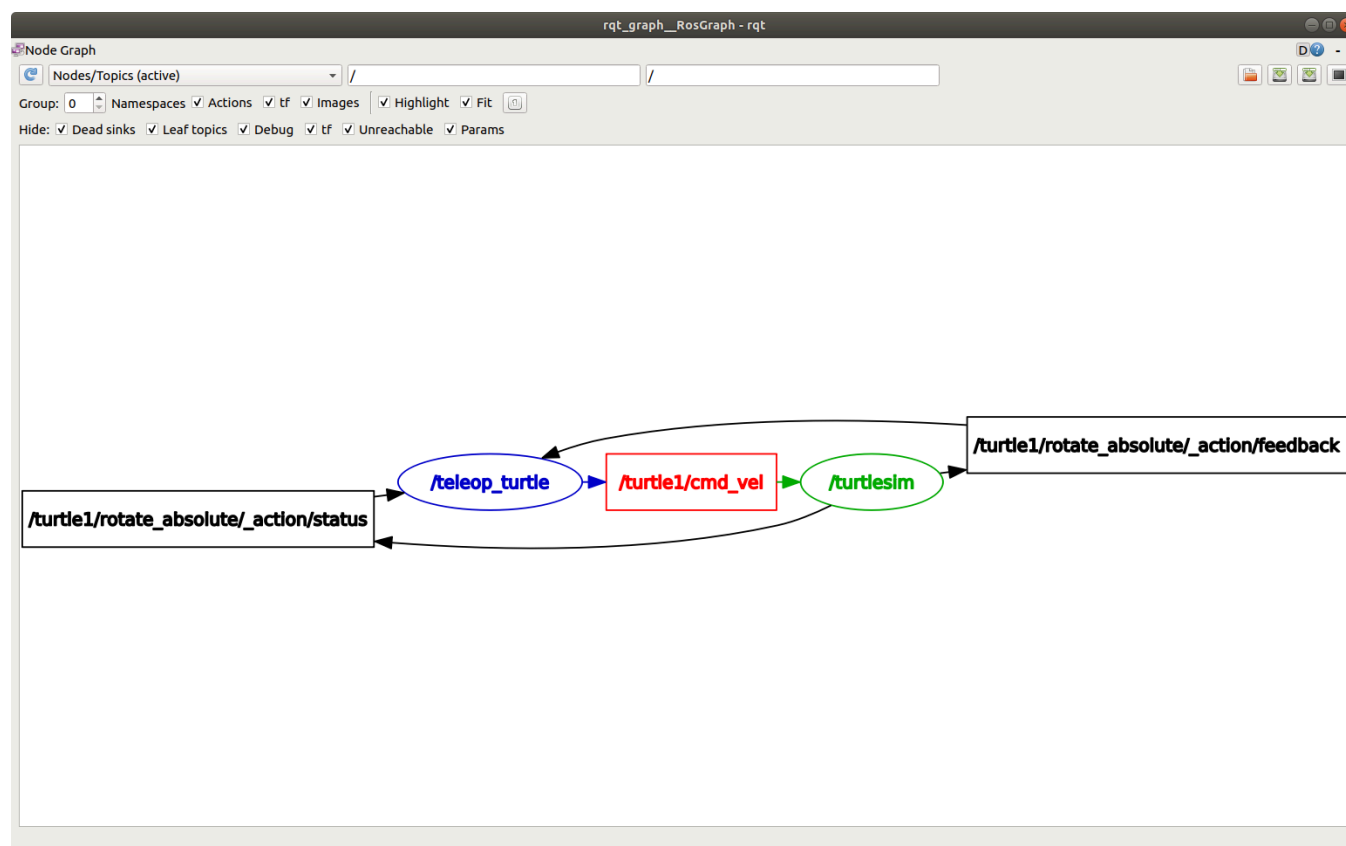 rqt_graph__RosGraph - rqt
Node Graph
D ? -
Nodes/Topics (active) / /
Group: 0 Namespaces Actions tf Images Highlight Fit
Hide: Dead sinks Leaf topics Debug tf Unreachable Params
/turtle1/rotate_absolute/_action/feedback
/teleop_turtle /turtle1/cmd_vel /turtlesim
/turtle1/rotate_absolute/_action/status